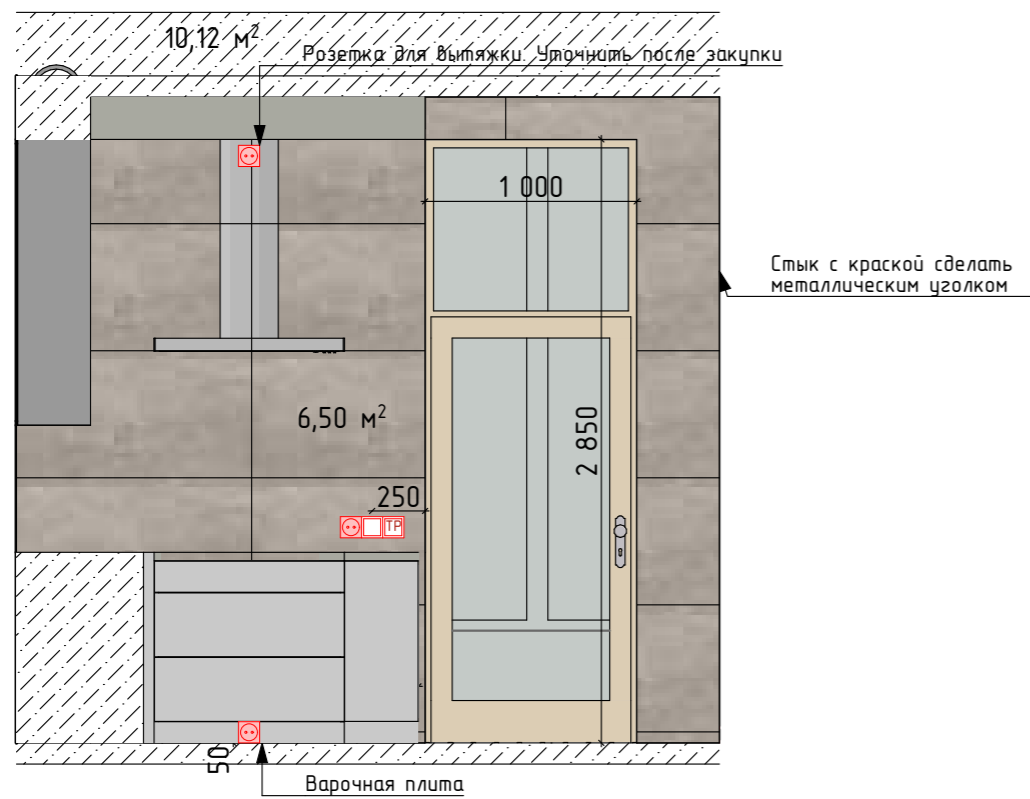 10,12 м²
Розетка для вытяжки. Уточнить после закупки
1 000
Стык с краской сделать
металлическим уголком
6,50 м²
2 850
250
ТР
50
Варочная плита